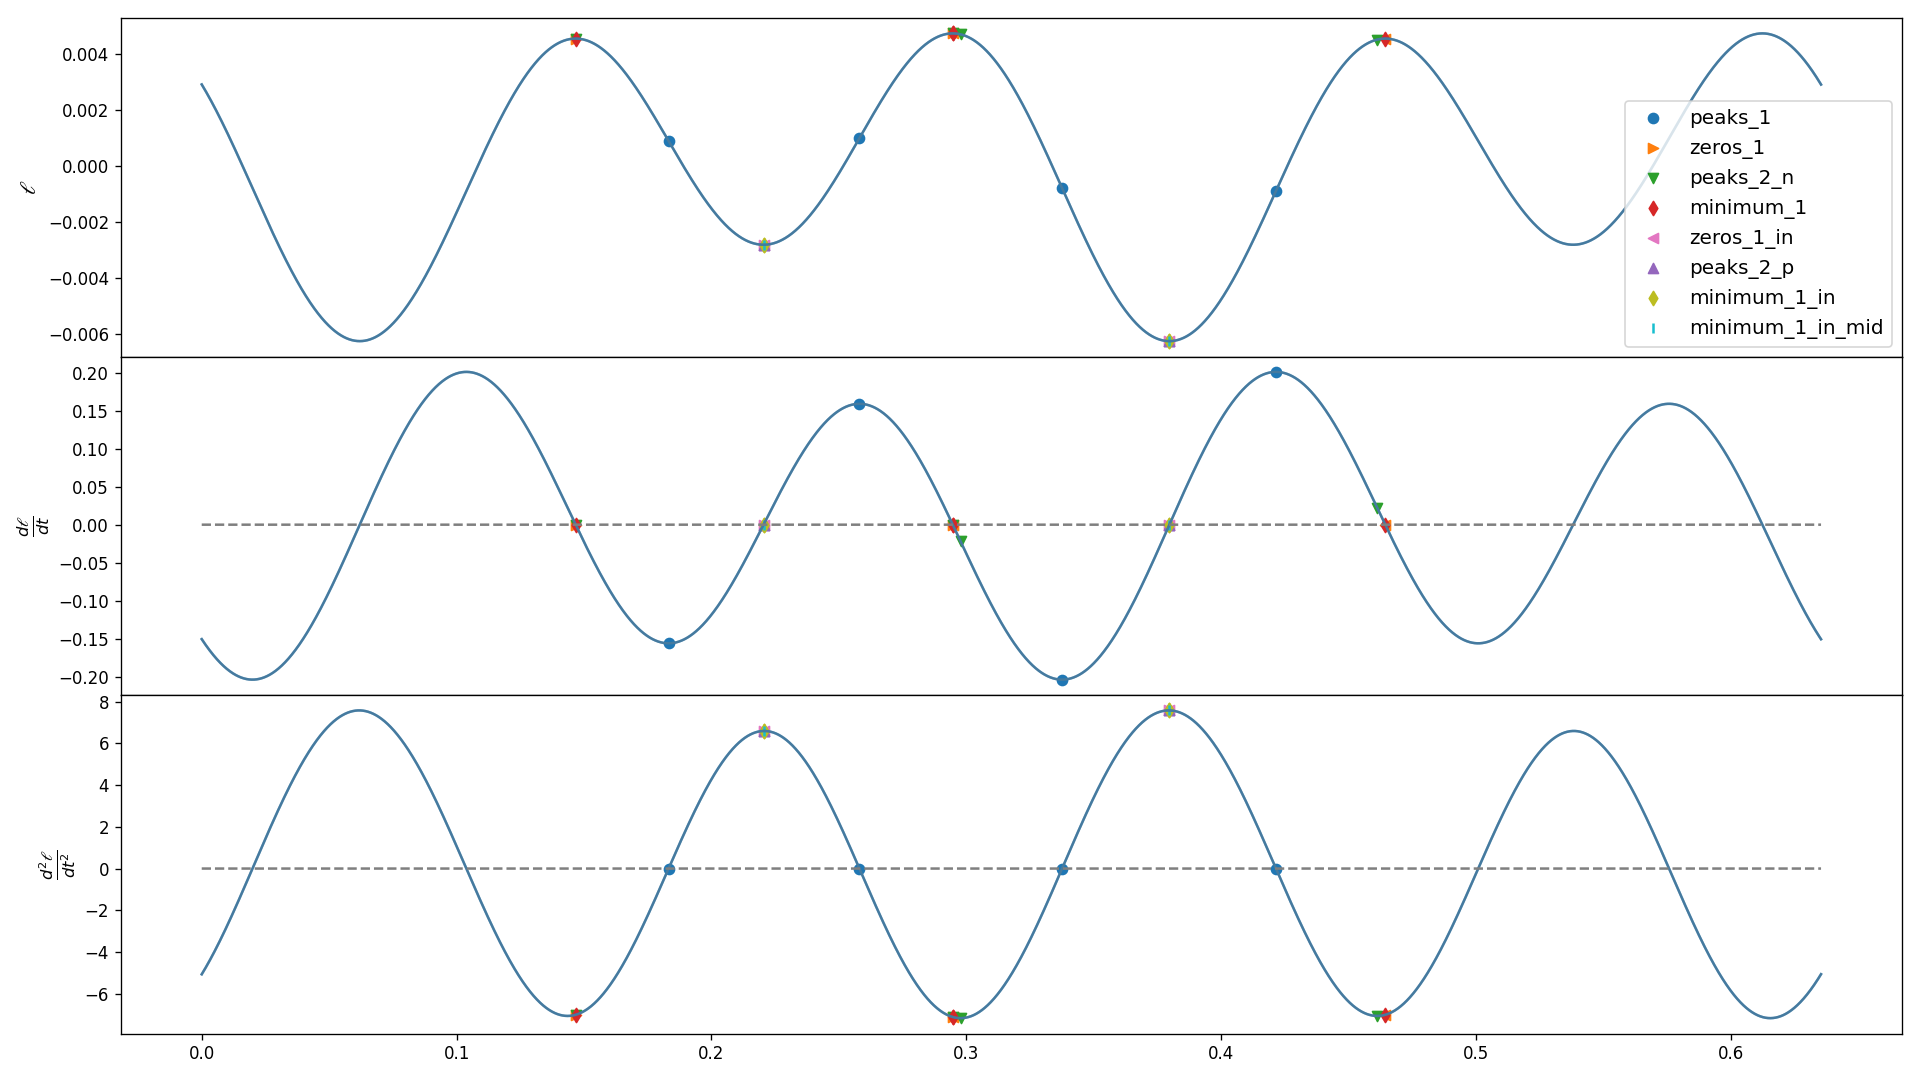 0.004
0.002
0.000
−0.002
−0.004
−0.006
ℓ
peaks_1
zeros_1
peaks_2_n
minimum_1
zeros_1_in
peaks_2_p
minimum_1_in
minimum_1_in_mid
0.20
0.15
0.10
0.05
0.00
−0.05
−0.10
−0.15
−0.20
dℓ/dt
8
6
4
2
0
−2
−4
−6
d²ℓ/dt²
0.0 0.1 0.2 0.3 0.4 0.5 0.6